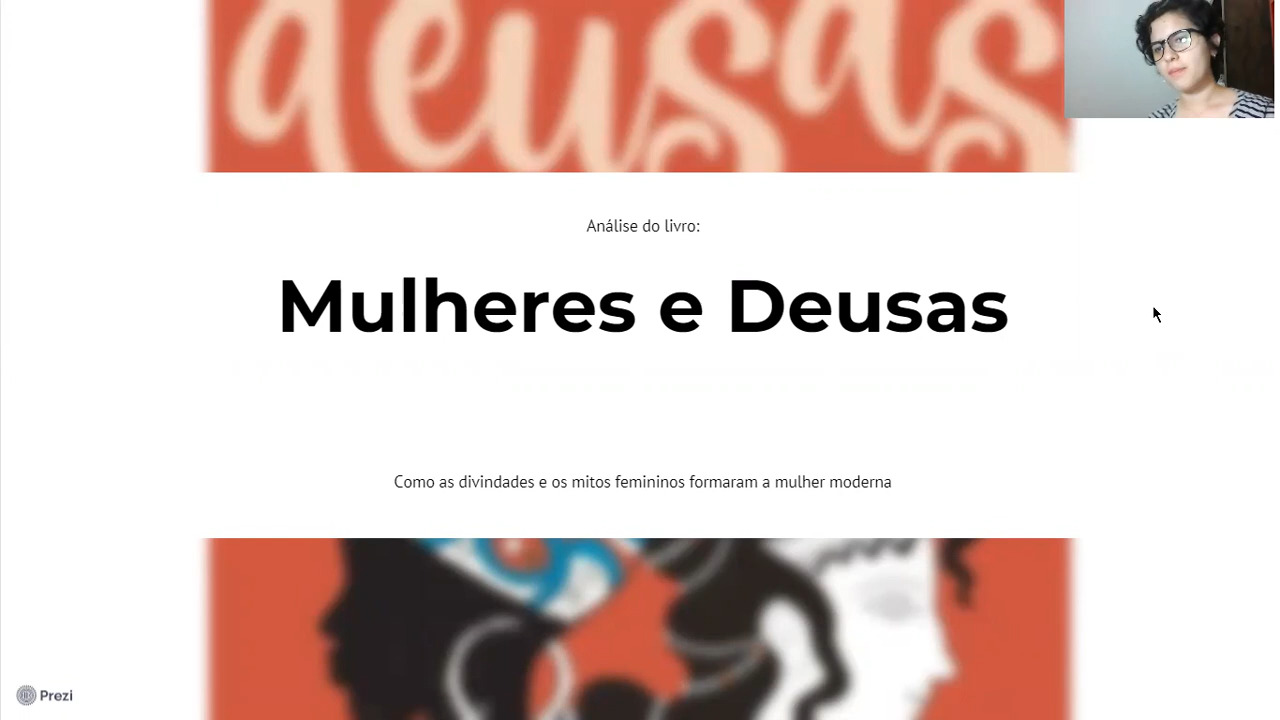 deusas
Análise do livro:
Mulheres e Deusas
Como as divindades e os mitos femininos formaram a mulher moderna
Prezi